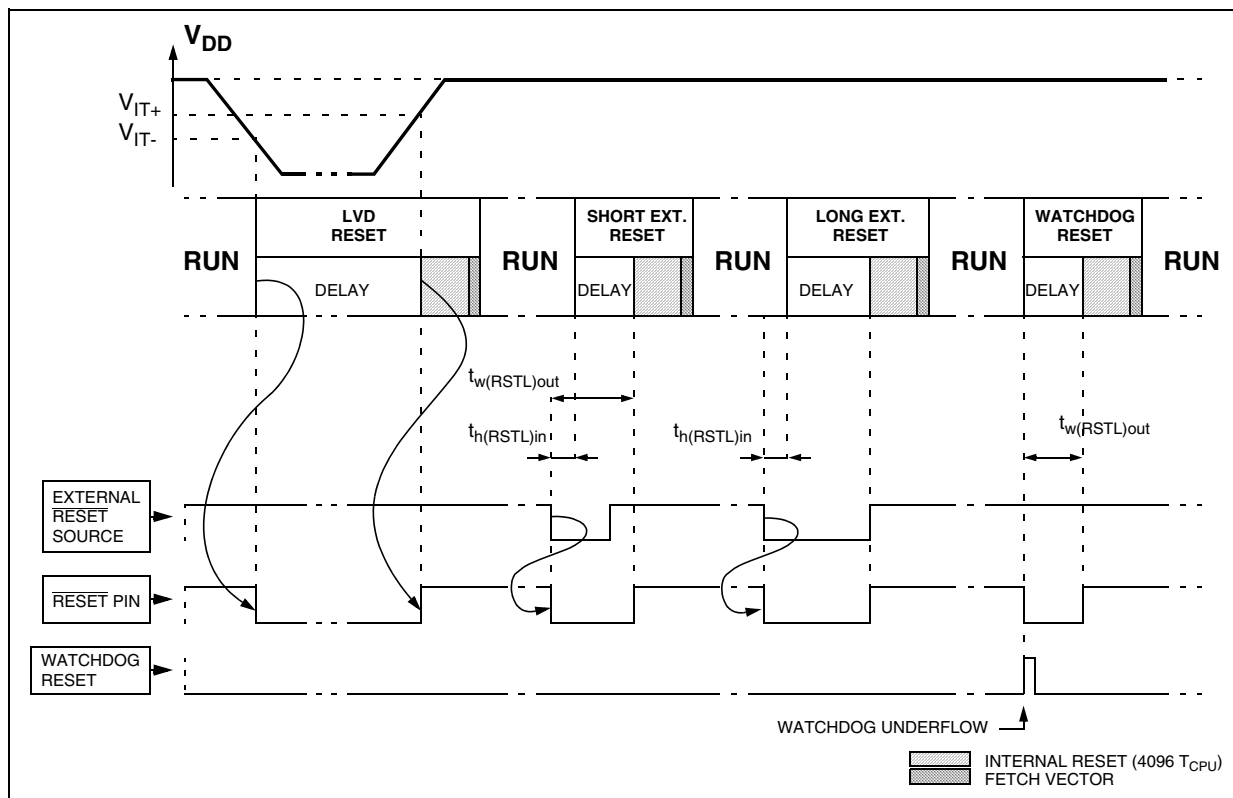 V_DD
V_IT+
V_IT-
LVD
RESET
SHORT EXT.
RESET
LONG EXT.
RESET
WATCHDOG
RESET
RUN
RUN
RUN
RUN
RUN
DELAY
DELAY
DELAY
DELAY
t_w(RSTL)out
t_h(RSTL)in
t_h(RSTL)in
t_w(RSTL)out
EXTERNAL
RESET
SOURCE
RESET PIN
WATCHDOG
RESET
WATCHDOG UNDERFLOW
INTERNAL RESET (4096 T_CPU)
FETCH VECTOR